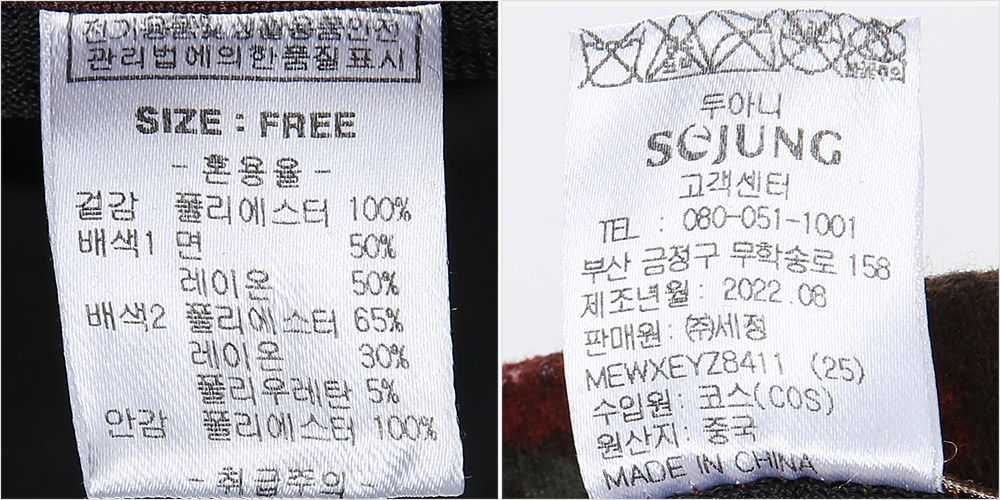 전기용품및생활용품안전
관리법에의한품질표시
SIZE : FREE
- 혼용율 -
겉감 폴리에스터 100%
배색1 면 50%
레이온 50%
배색2 폴리에스터 65%
레이온 30%
폴리우레탄 5%
안감 폴리에스터 100%
- 취급주의 -
두아니
SEJUNG
고객센터
TEL : 080-051-1001
부산 금정구 무학송로 158
제조년월 : 2022.08
판매원 : ㈜세정
MEWXEYZ8411 (25)
수입원 : 코스(COS)
원산지 : 중국
MADE IN CHINA